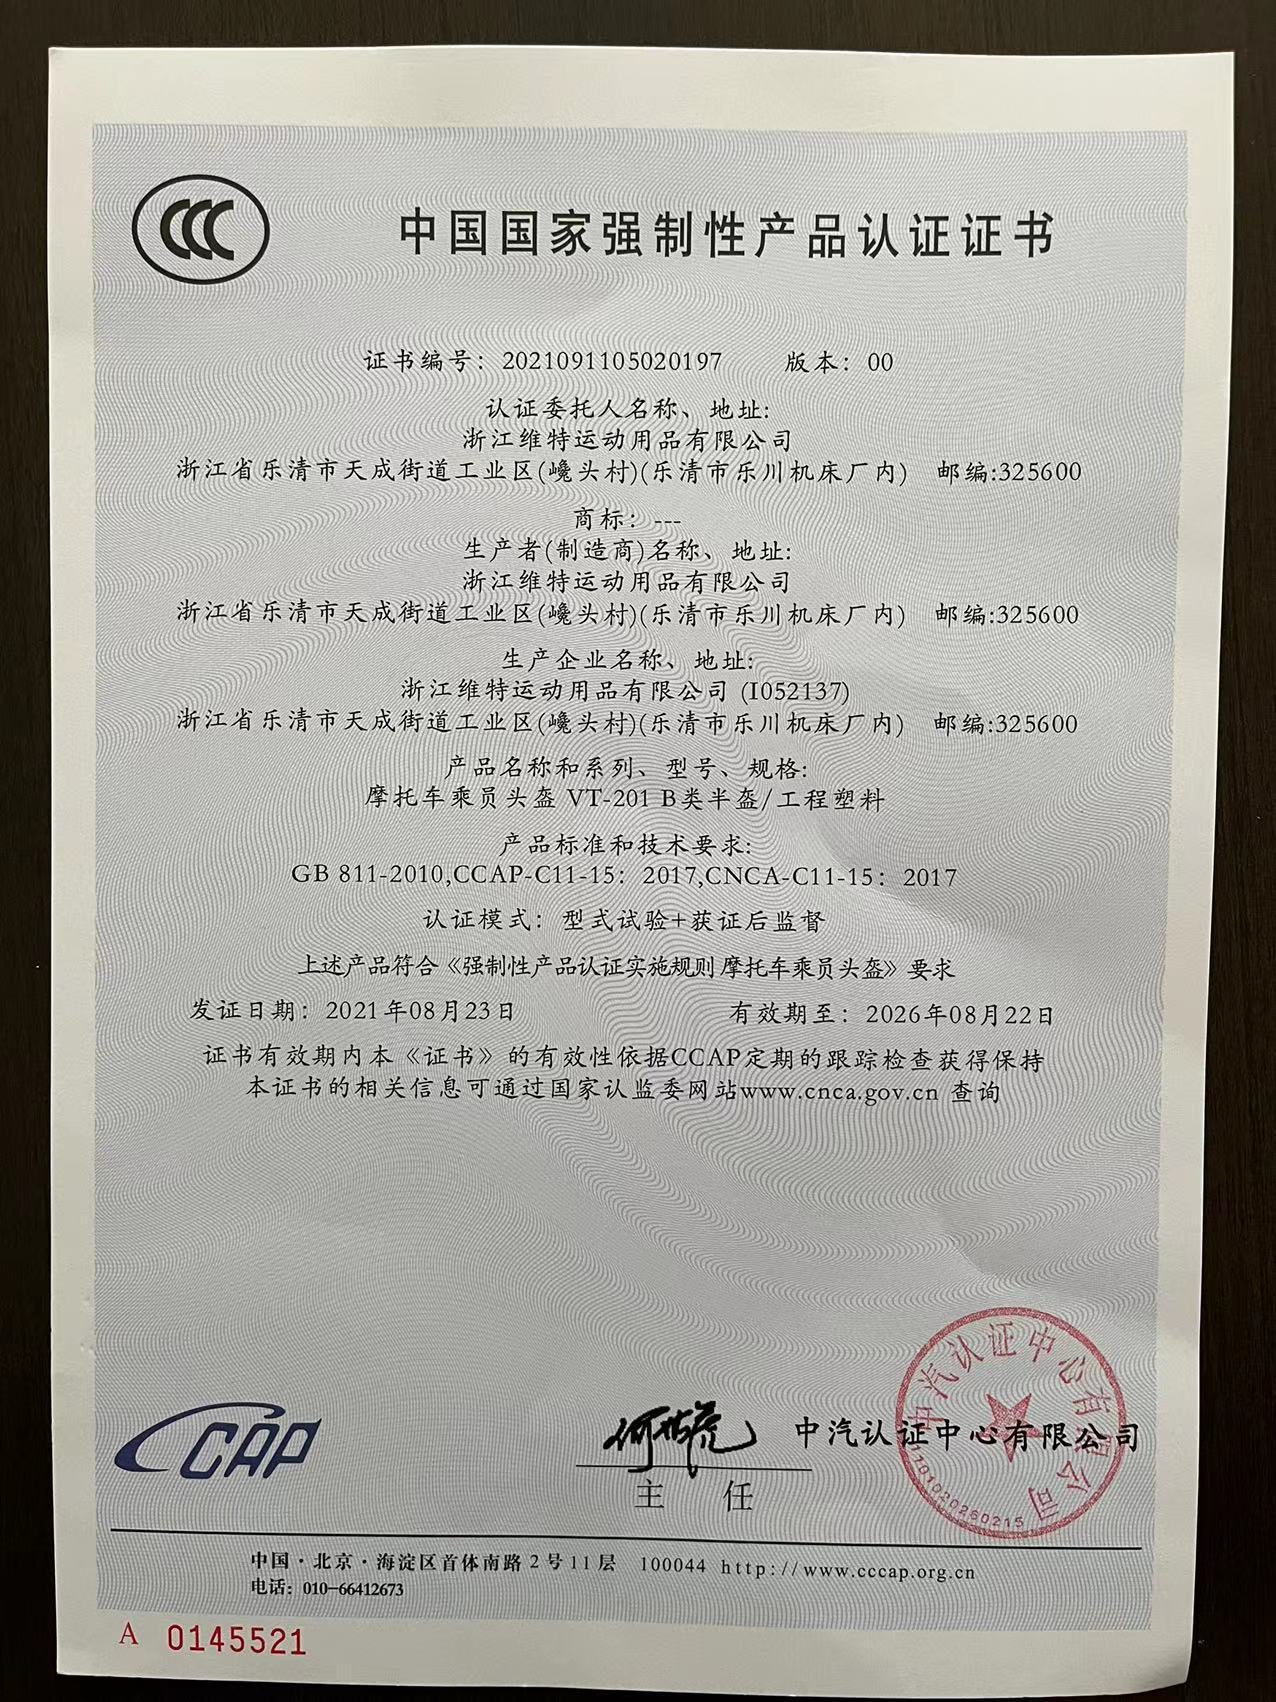 CCC
中国国家强制性产品认证证书
证书编号：2021091105020197 版本：00
认证委托人名称、地址:
浙江维特运动用品有限公司
浙江省乐清市天成街道工业区(巉头村)(乐清市乐川机床厂内) 邮编:325600
商标：---
生产者(制造商)名称、地址:
浙江维特运动用品有限公司
浙江省乐清市天成街道工业区(巉头村)(乐清市乐川机床厂内) 邮编:325600
生产企业名称、地址:
浙江维特运动用品有限公司 (I052137)
浙江省乐清市天成街道工业区(巉头村)(乐清市乐川机床厂内) 邮编:325600
产品名称和系列、型号、规格:
摩托车乘员头盔 VT-201 B类半盔/工程塑料
产品标准和技术要求:
GB 811-2010,CCAP-C11-15：2017,CNCA-C11-15：2017
认证模式：型式试验+获证后监督
上述产品符合《强制性产品认证实施规则 摩托车乘员头盔》要求
发证日期：2021年08月23日 有效期至：2026年08月22日
证书有效期内本《证书》的有效性依据CCAP定期的跟踪检查获得保持
本证书的相关信息可通过国家认监委网站www.cnca.gov.cn 查询
CCAP
主 任
中汽认证中心有限公司
中汽认证中心有限公司
1101020260215
中国·北京·海淀区首体南路2号11层 100044 http://www.cccap.org.cn
电话：010-66412673
A 0145521